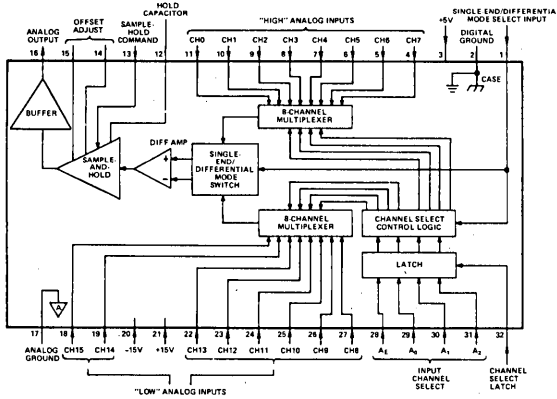 HOLD
CAPACITOR
OFFSET
ADJUST
SAMPLE-
HOLD
COMMAND
ANALOG
OUTPUT
"HIGH" ANALOG INPUTS
SINGLE END/DIFFERENTIA
MODE SELECT INPUT
+5V
DIGITAL
GROUND
CH0 CH1 CH2 CH3 CH4 CH5 CH6 CH7
16 15 14 13 12 11 10 9 8 7 6 5 4 3 2 1
CASE
BUFFER
8-CHANNEL
MULTIPLEXER
DIFF AMP
SAMPLE-
AND-
HOLD
+
−
SINGLE-
END/
DIFFERENTIAL
MODE
SWITCH
8-CHANNEL
MULTIPLEXER
CHANNEL SELECT
CONTROL LOGIC
LATCH
A
17 18 19 20 21 22 23 24 25 26 27 28 29 30 31 32
ANALOG
GROUND
CH15 CH14 -15V +15V CH13 CH12 CH11 CH10 CH9 CH8 AE A0 A1 A2
INPUT
CHANNEL
SELECT
CHANNEL
SELECT
LATCH
"LOW" ANALOG INPUTS